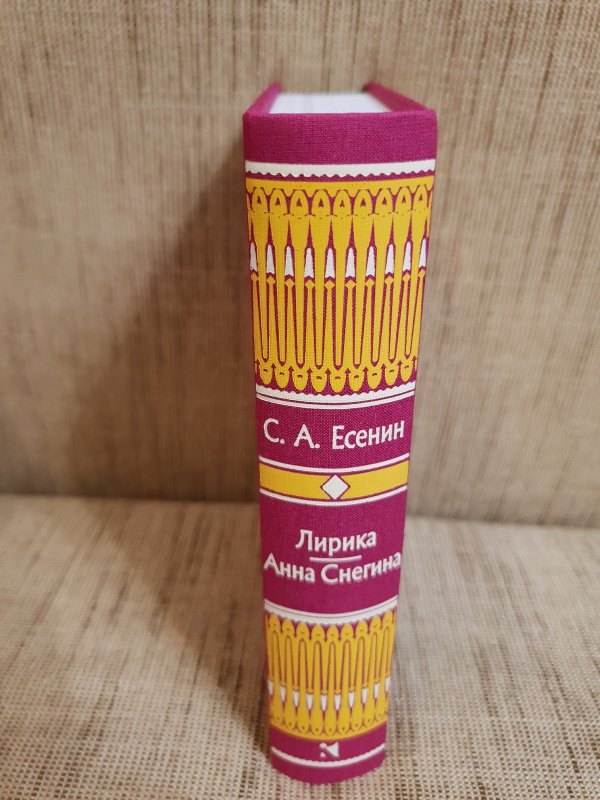 С. А. Есенин
Лирика
Анна Снегина